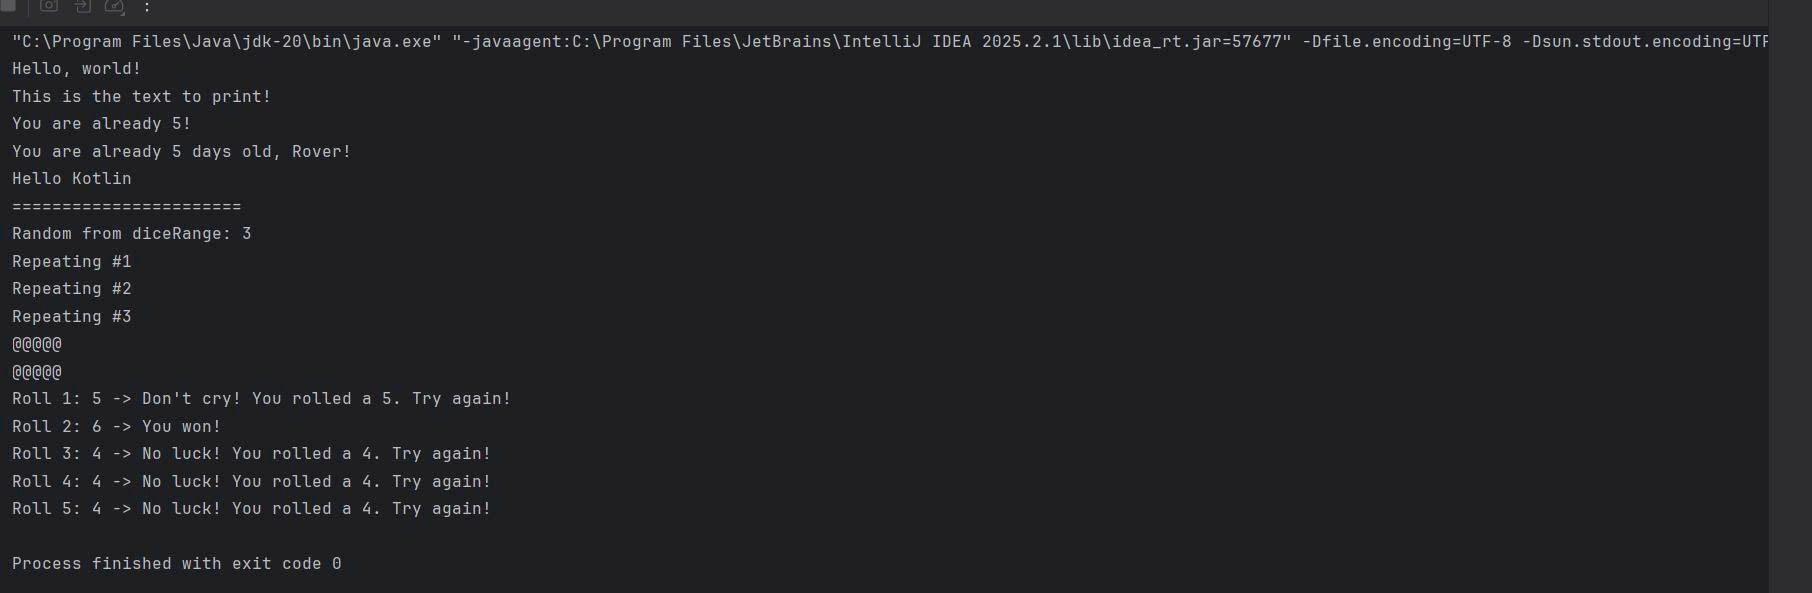 "C:\Program Files\Java\jdk-20\bin\java.exe" "-javaagent:C:\Program Files\JetBrains\IntelliJ IDEA 2025.2.1\lib\idea_rt.jar=57677" -Dfile.encoding=UTF-8 -Dsun.stdout.encoding=UTF
Hello, world!
This is the text to print!
You are already 5!
You are already 5 days old, Rover!
Hello Kotlin
=======================
Random from diceRange: 3
Repeating #1
Repeating #2
Repeating #3
@@@@@
@@@@@
Roll 1: 5 -> Don't cry! You rolled a 5. Try again!
Roll 2: 6 -> You won!
Roll 3: 4 -> No luck! You rolled a 4. Try again!
Roll 4: 4 -> No luck! You rolled a 4. Try again!
Roll 5: 4 -> No luck! You rolled a 4. Try again!
Process finished with exit code 0